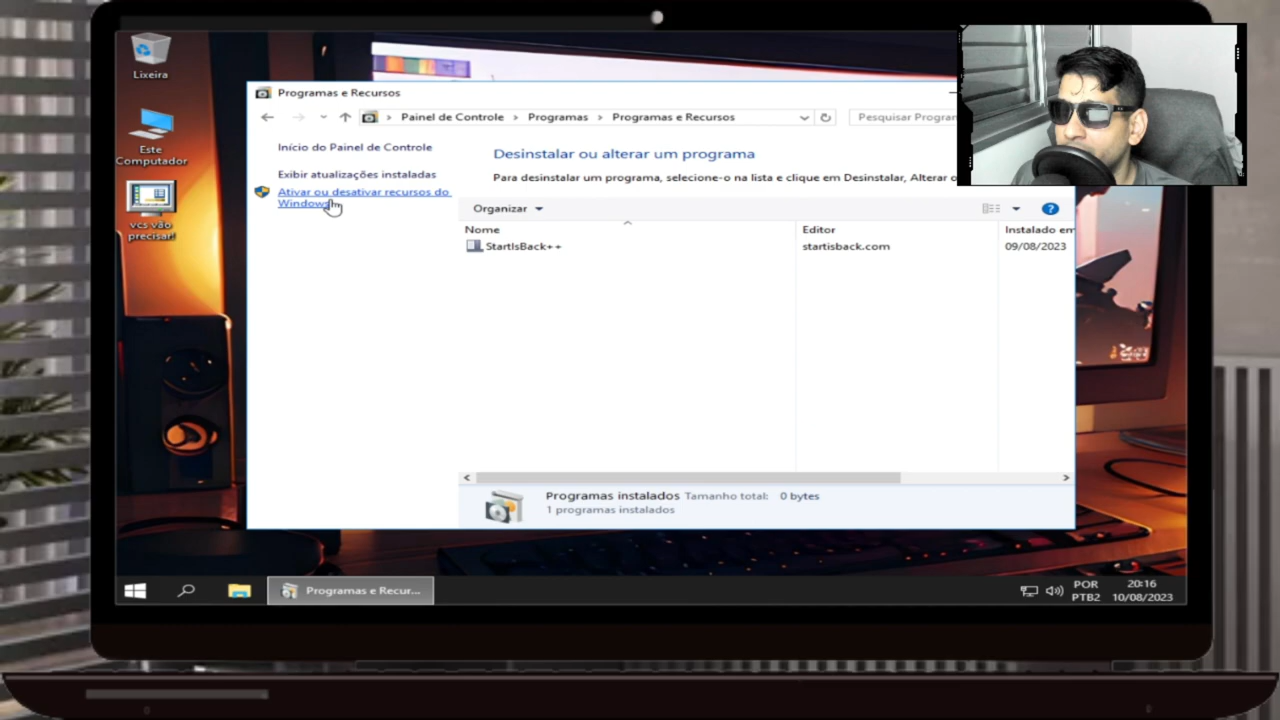 Lixeira
Este
Computador
vcs vão
precisar!
Programas e Recursos
Painel de Controle > Programas > Programas e Recursos
Pesquisar Program
Início do Painel de Controle
Exibir atualizações instaladas
Ativar ou desativar recursos do
Windows
Desinstalar ou alterar um programa
Para desinstalar um programa, selecione-o na lista e clique em Desinstalar, Alterar o
Organizar
Nome Editor Instalado em
StartIsBack++ startisback.com 09/08/2023
Programas instalados Tamanho total: 0 bytes
1 programas instalados
Programas e Recur...
POR 20:16
PTB2 10/08/2023